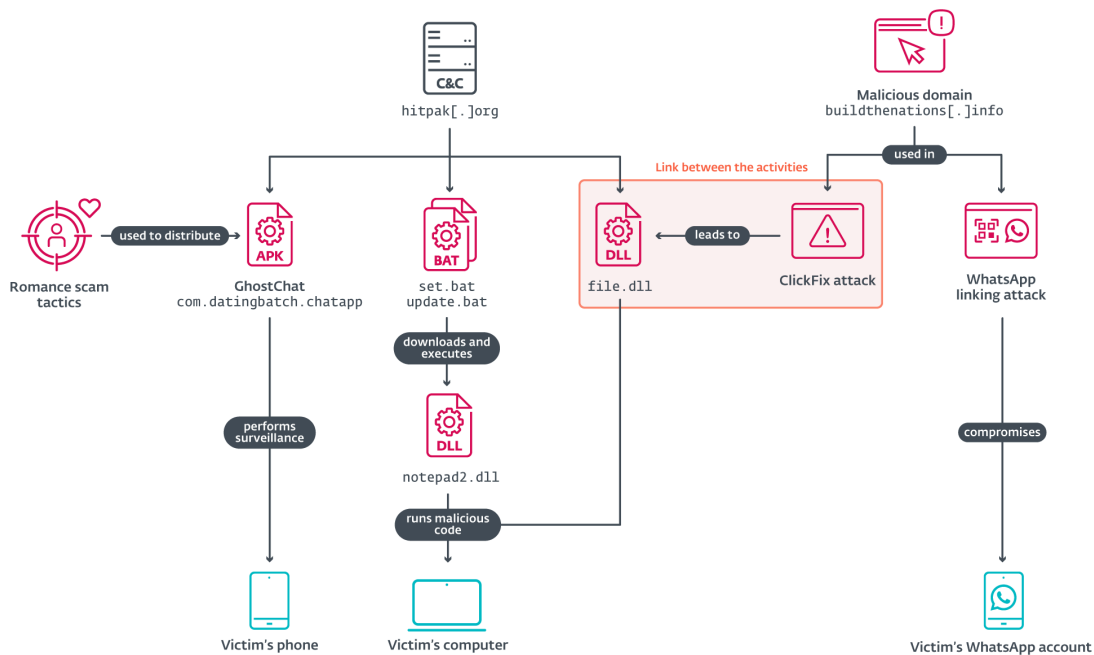 C&C
hitpak[.]org
Malicious domain
buildthenations[.]info
used in
Link between the activities
Romance scam
tactics
used to distribute
APK
GhostChat
com.datingbatch.chatapp
BAT
set.bat
update.bat
DLL
file.dll
leads to
ClickFix attack
WhatsApp
linking attack
downloads and
executes
DLL
notepad2.dll
performs
surveillance
compromises
runs malicious
code
Victim's phone
Victim's computer
Victim's WhatsApp account